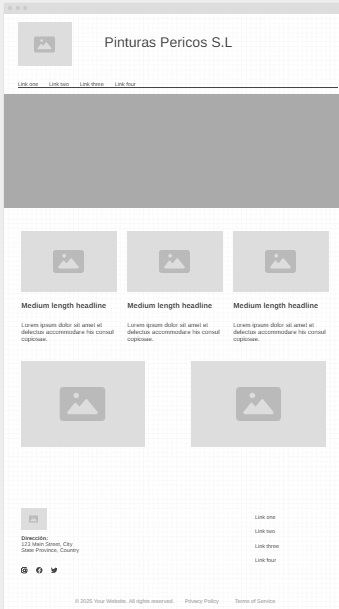 Pinturas Pericos S.L
Link one Link two Link three Link four
Medium length headline Medium length headline Medium length headline
Lorem ipsum dolor sit amet et
delectus accommodare his consul
copiosae.
Lorem ipsum dolor sit amet et
delectus accommodare his consul
copiosae.
Lorem ipsum dolor sit amet et
delectus accommodare his consul
copiosae.
Dirección:
123 Main Street, City
State Province, Country
Link one
Link two
Link three
Link four
© 2025 Your Website. All rights reserved. Privacy Policy Terms of Service